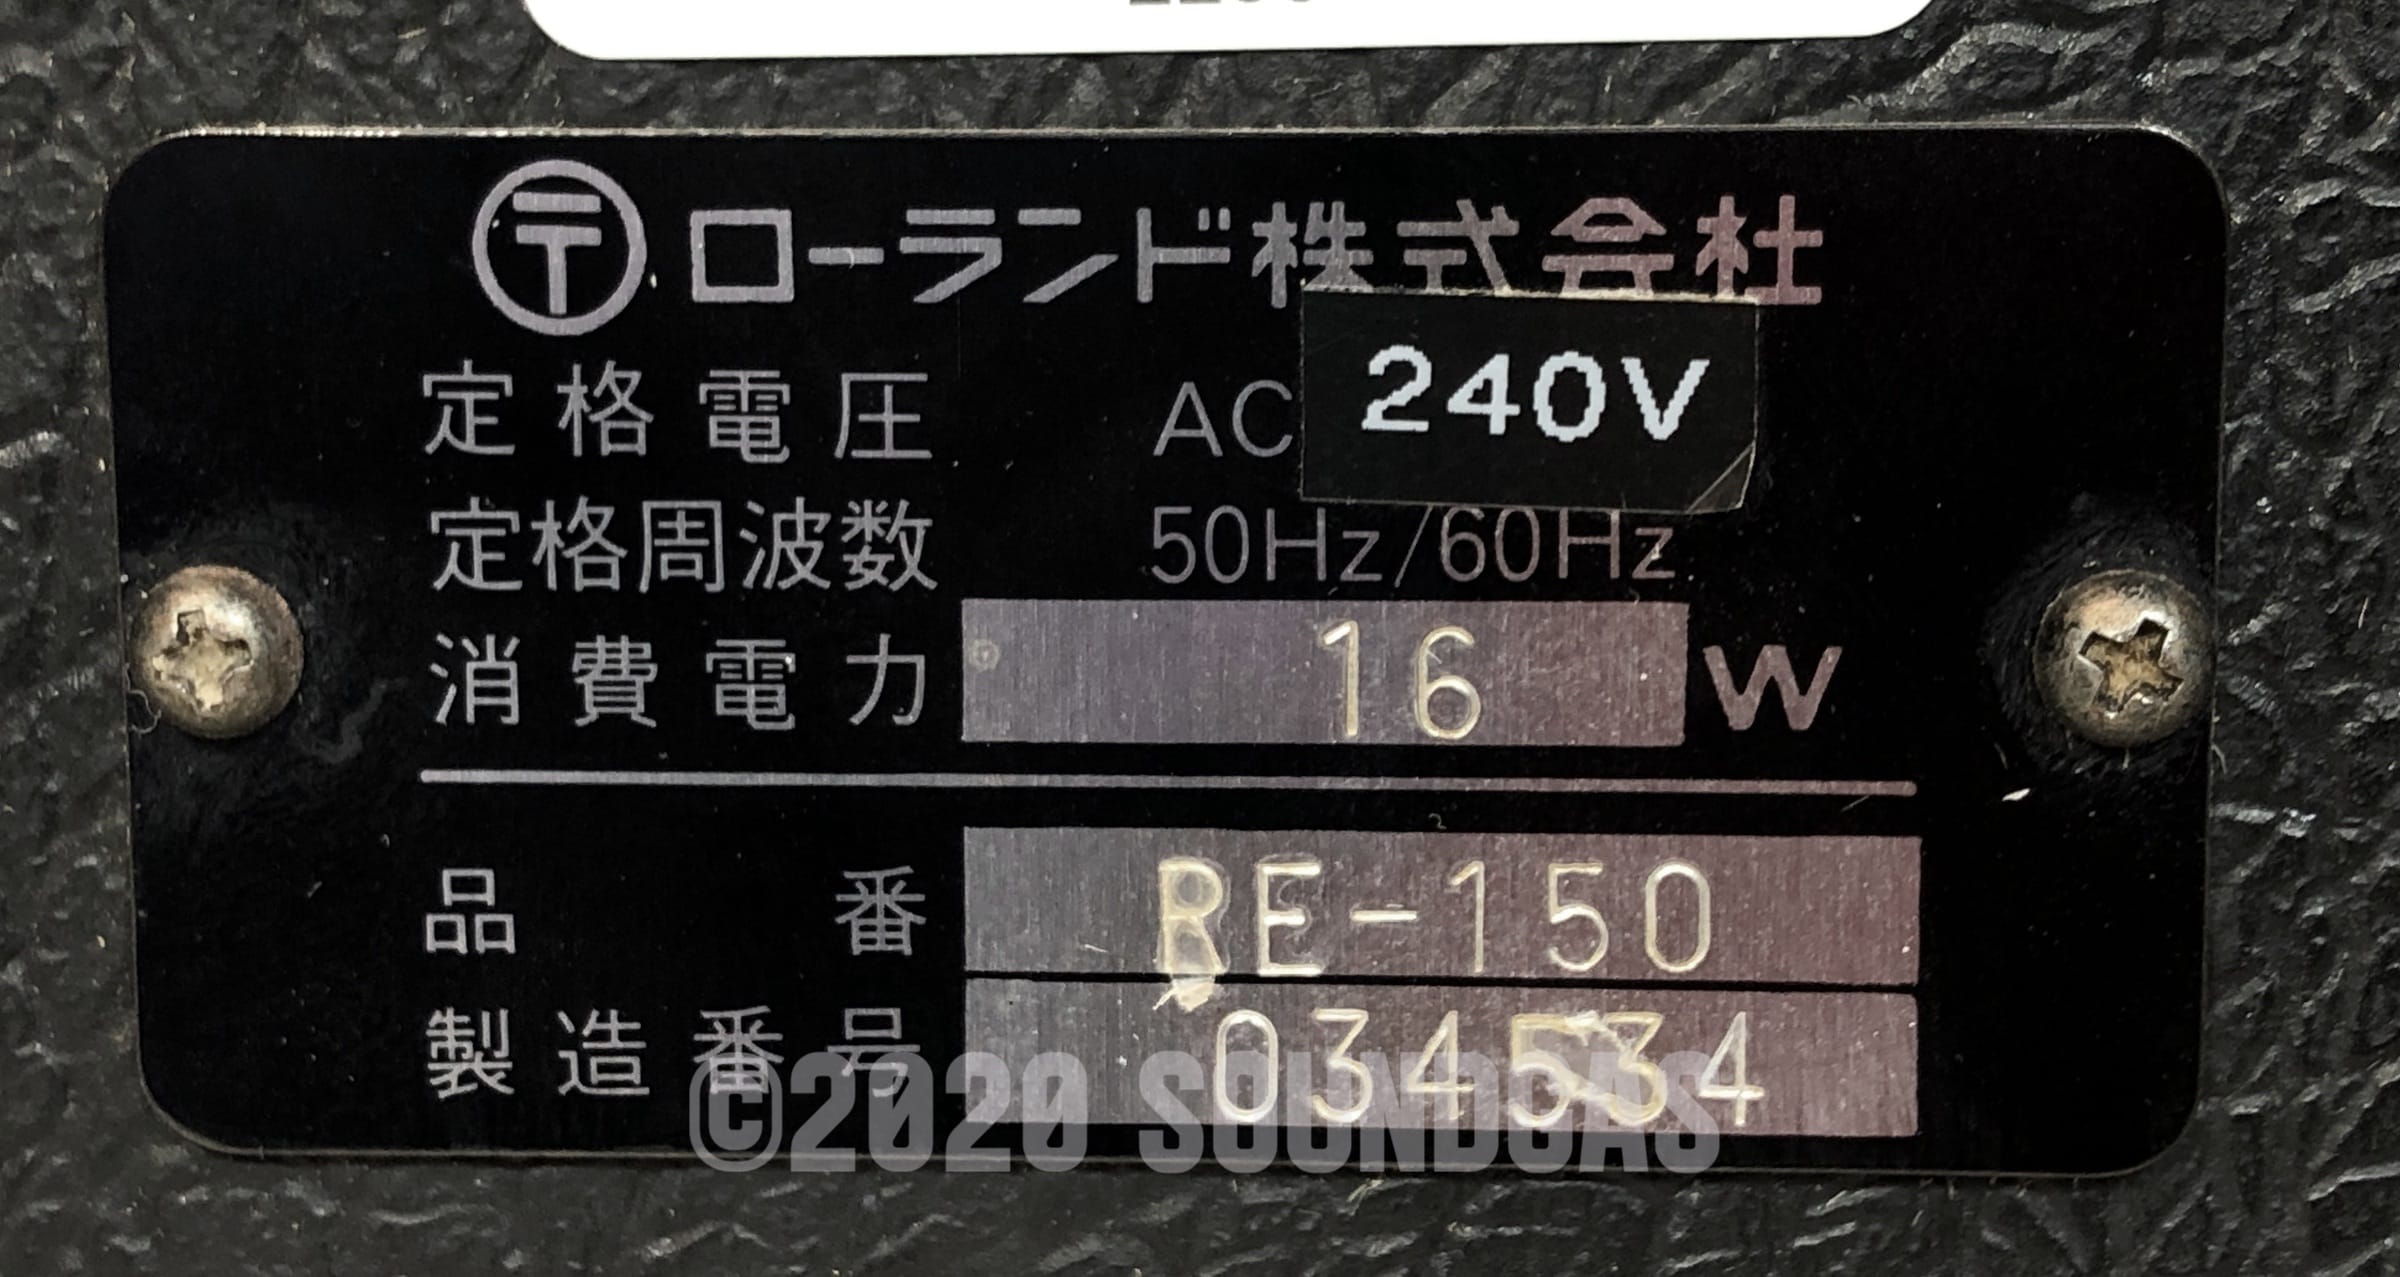 〒 ローランド株式会社
定格電圧 AC 240V
定格周波数 50Hz/60Hz
消費電力 16 W
品番 RE-150
製造番号 034534
©2020 SOUNDGAS